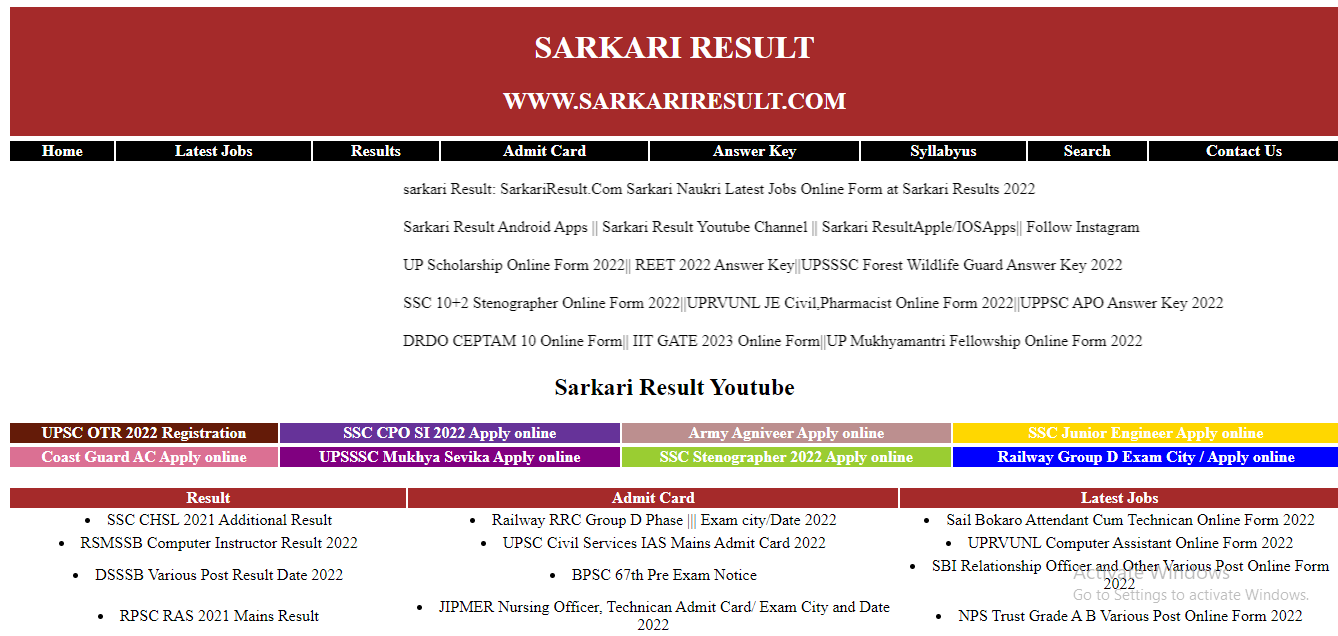 SARKARI RESULT
WWW.SARKARIRESULT.COM
Home Latest Jobs Results Admit Card Answer Key Syllabyus Search Contact Us
sarkari Result: SarkariResult.Com Sarkari Naukri Latest Jobs Online Form at Sarkari Results 2022
Sarkari Result Android Apps || Sarkari Result Youtube Channel || Sarkari ResultApple/IOSApps|| Follow Instagram
UP Scholarship Online Form 2022|| REET 2022 Answer Key||UPSSSC Forest Wildlife Guard Answer Key 2022
SSC 10+2 Stenographer Online Form 2022||UPRVUNL JE Civil,Pharmacist Online Form 2022||UPPSC APO Answer Key 2022
DRDO CEPTAM 10 Online Form|| IIT GATE 2023 Online Form||UP Mukhyamantri Fellowship Online Form 2022
Sarkari Result Youtube
UPSC OTR 2022 Registration SSC CPO SI 2022 Apply online Army Agniveer Apply online SSC Junior Engineer Apply online
Coast Guard AC Apply online UPSSSC Mukhya Sevika Apply online SSC Stenographer 2022 Apply online Railway Group D Exam City / Apply online
Result Admit Card Latest Jobs
• SSC CHSL 2021 Additional Result • Railway RRC Group D Phase ||| Exam city/Date 2022 • Sail Bokaro Attendant Cum Technican Online Form 2022
• RSMSSB Computer Instructor Result 2022 • UPSC Civil Services IAS Mains Admit Card 2022 • UPRVUNL Computer Assistant Online Form 2022
• DSSSB Various Post Result Date 2022 • BPSC 67th Pre Exam Notice • SBI Relationship Officer and Other Various Post Online Form
2022
• RPSC RAS 2021 Mains Result • JIPMER Nursing Officer, Technican Admit Card/ Exam City and Date
2022
• NPS Trust Grade A B Various Post Online Form 2022
Activate Windows
Go to Settings to activate Windows.